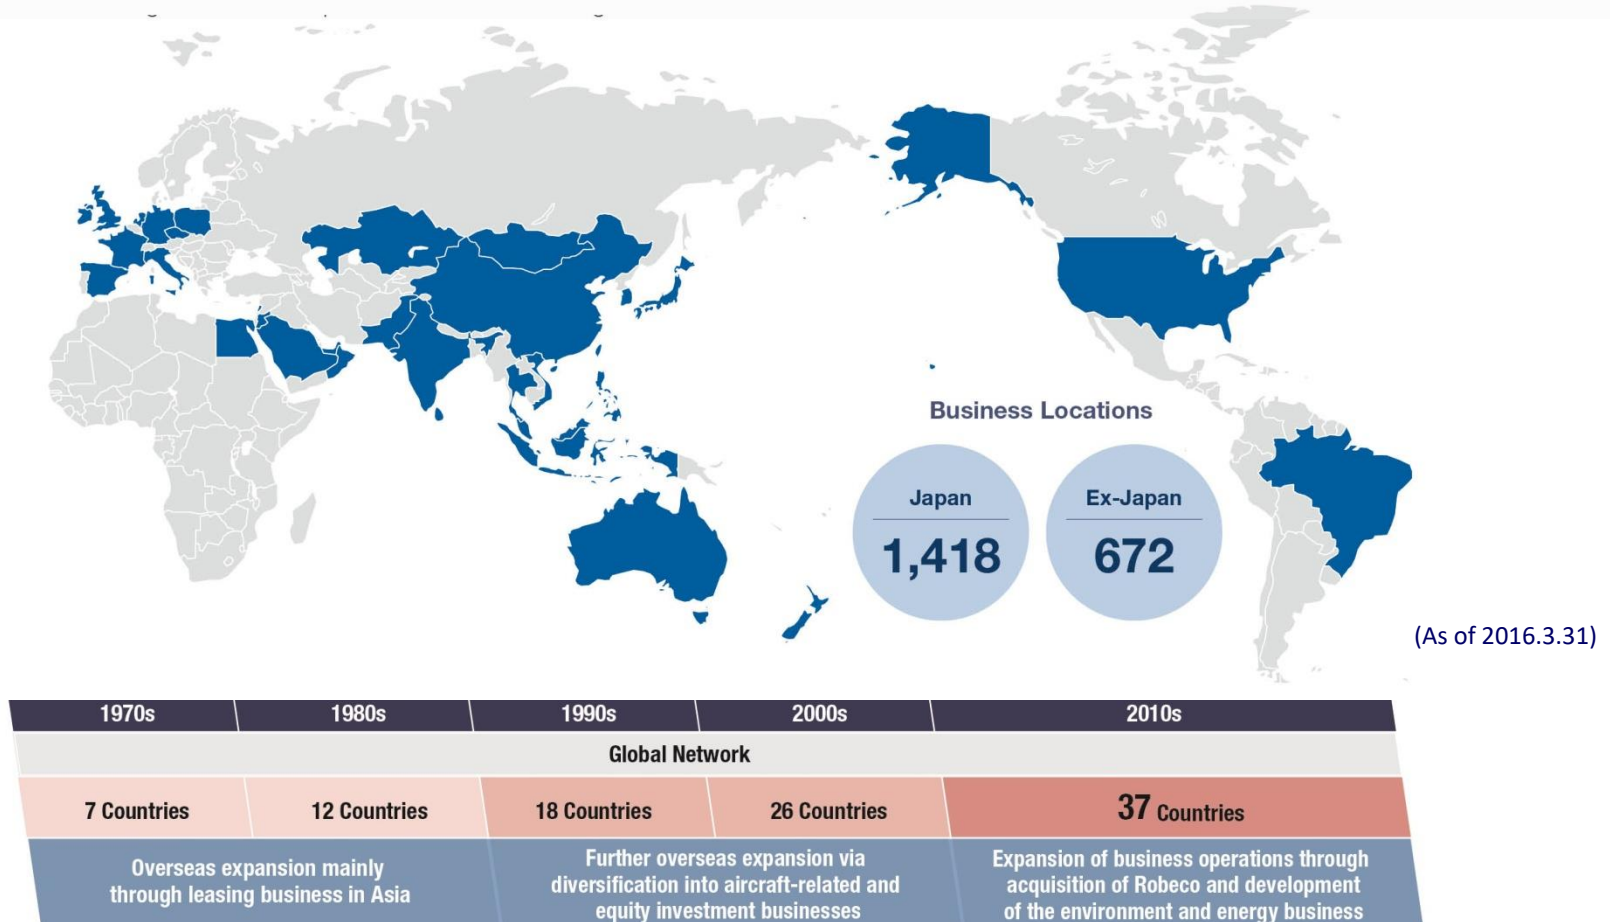 Business Locations
Japan
1,418
Ex-Japan
672
(As of 2016.3.31)
1970s 1980s 1990s 2000s 2010s
Global Network
7 Countries 12 Countries 18 Countries 26 Countries 37 Countries
Overseas expansion mainly
through leasing business in Asia
Further overseas expansion via
diversification into aircraft-related and
equity investment businesses
Expansion of business operations through
acquisition of Robeco and development
of the environment and energy business